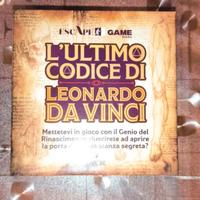 ESCAPE GAME
L'ULTIMO
CODICE DI
LEONARDO
DA VINCI
Mettetevi in gioco con il Genio del
Rinascimento: riuscirete ad aprire
la porta stanza segreta?